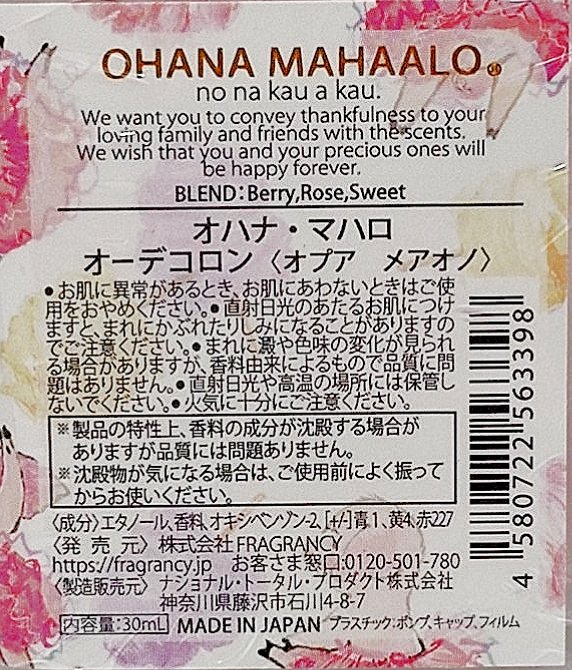 OHANA MAHAALO®
no na kau a kau.
We want you to convey thankfulness to your
loving family and friends with the scents.
We wish that you and your precious ones will
be happy forever.
BLEND:Berry,Rose,Sweet
オハナ・マハロ
オーデコロン〈オプア メアオノ〉
●お肌に異常があるとき、お肌にあわないときはご使
用をおやめください。●直射日光のあたるお肌につけ
ますと、まれにかぶれたりしみになることがありますの
でご注意ください。●まれに澱や色味の変化が見られ
る場合がありますが、香料由来によるもので品質に問
題はありません。●直射日光や高温の場所には保管し
ないでください。●火気に十分にご注意ください。
※製品の特性上、香料の成分が沈殿する場合が
ありますが品質には問題ありません。
※沈殿物が気になる場合は、ご使用前によく振って
からお使いください。
〈成分〉エタノール、香料、オキシベンゾン-2、[+/-]青1、黄4、赤227
〈発売元〉株式会社FRAGRANCY
https://fragrancy.jp お客さま窓口:0120-501-780
〈製造販売元〉ナショナル・トータル・プロダクト株式会社
神奈川県藤沢市石川4-8-7
内容量:30mL MADE IN JAPAN プラスチック:ポンプ、キャップ、フィルム
4 580722 563398